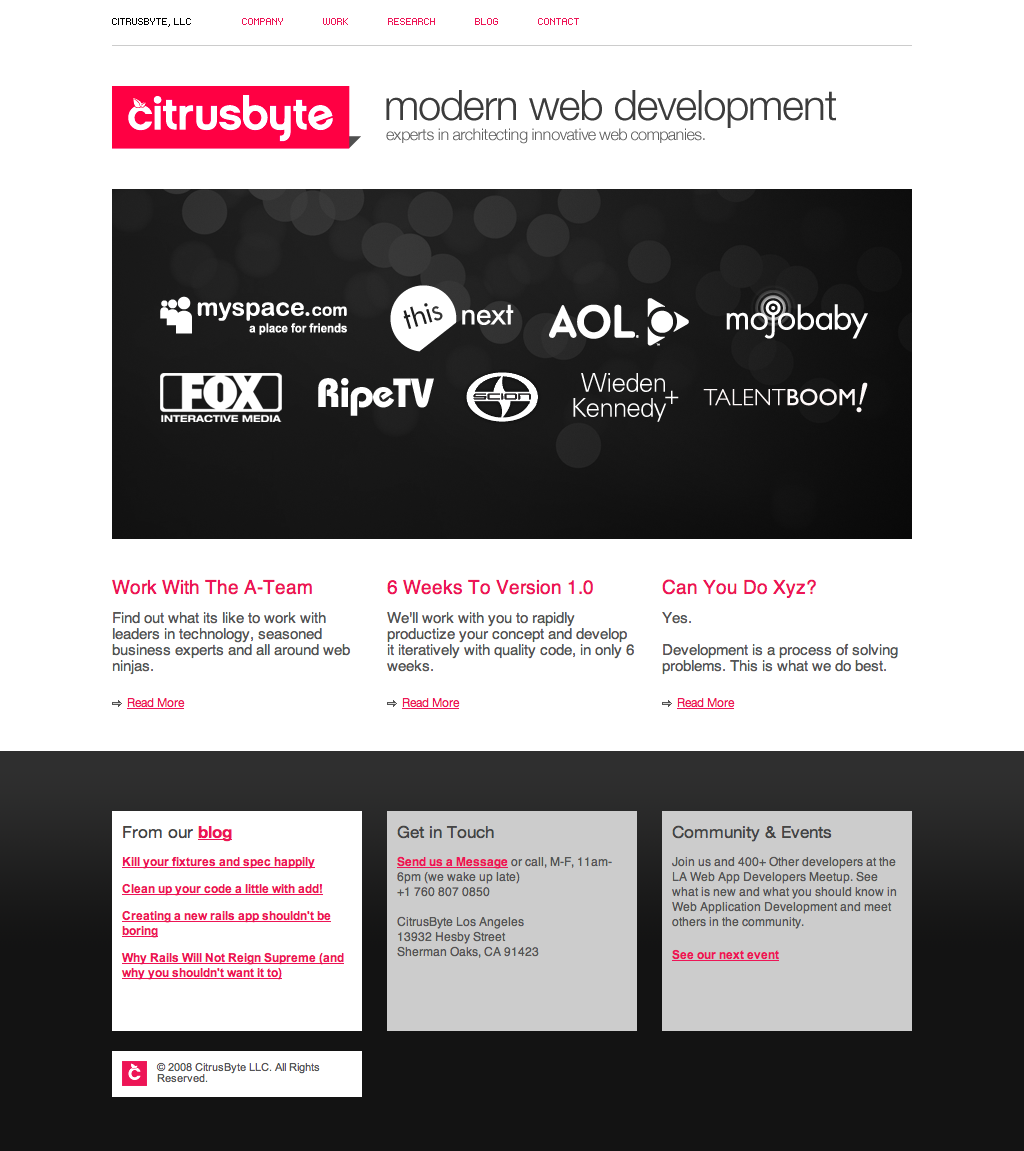 CITRUSBYTE, LLC COMPANY WORK RESEARCH BLOG CONTACT
citrusbyte
modern web development
experts in architecting innovative web companies.
myspace.com
a place for friends
this next
AOL
mojobaby
FOX
INTERACTIVE MEDIA
RipeTV
SCION
Wieden+
Kennedy
TALENTBOOM!
Work With The A-Team
Find out what its like to work with
leaders in technology, seasoned
business experts and all around web
ninjas.
⇨ Read More
6 Weeks To Version 1.0
We'll work with you to rapidly
productize your concept and develop
it iteratively with quality code, in only 6
weeks.
⇨ Read More
Can You Do Xyz?
Yes.
Development is a process of solving
problems. This is what we do best.
⇨ Read More
From our blog
Kill your fixtures and spec happily
Clean up your code a little with add!
Creating a new rails app shouldn't be
boring
Why Rails Will Not Reign Supreme (and
why you shouldn't want it to)
Get in Touch
Send us a Message or call, M-F, 11am-
6pm (we wake up late)
+1 760 807 0850
CitrusByte Los Angeles
13932 Hesby Street
Sherman Oaks, CA 91423
Community & Events
Join us and 400+ Other developers at the
LA Web App Developers Meetup. See
what is new and what you should know in
Web Application Development and meet
others in the community.
See our next event
c
© 2008 CitrusByte LLC. All Rights
Reserved.